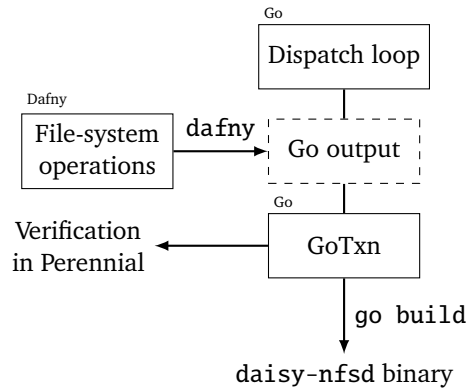 Go
Dispatch loop
Dafny
File-system
operations
dafny
Go output
Go
GoTxn
Verification
in Perennial
go build
daisy-nfsd binary